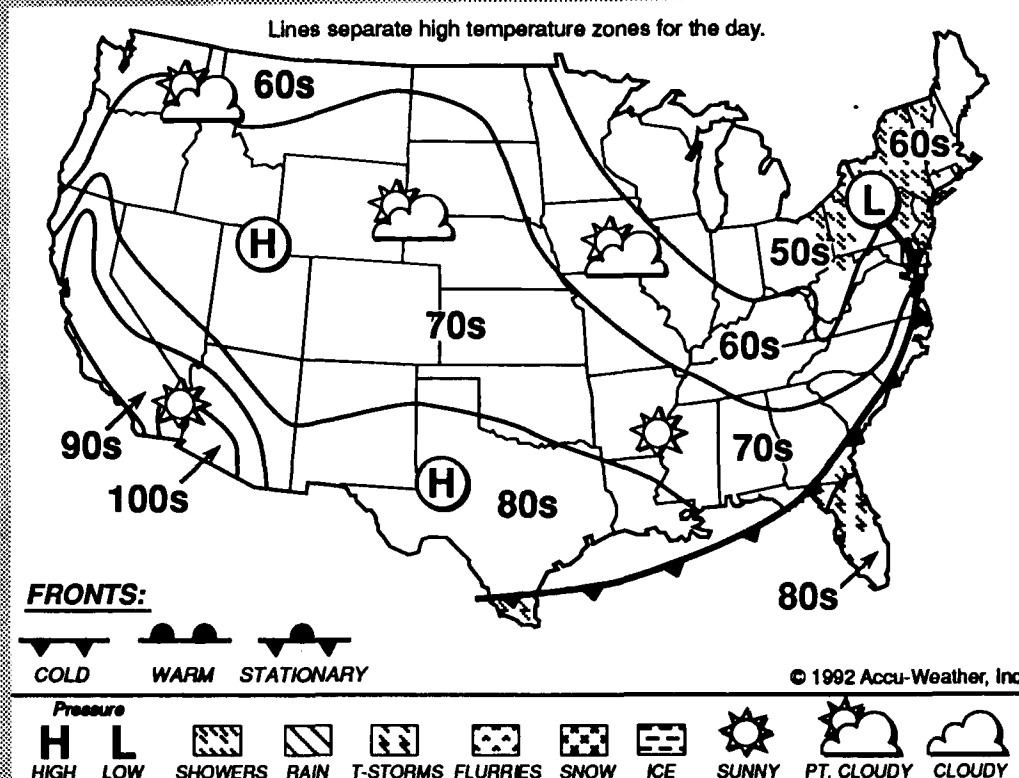 Lines separate high temperature zones for the day.
60s
60s
H
L
50s
70s
60s
90s
70s
100s
H
80s
80s
FRONTS:
COLD WARM STATIONARY
© 1992 Accu-Weather, Inc
Pressure
H L
HIGH LOW SHOWERS RAIN T-STORMS FLURRIES SNOW ICE SUNNY PT. CLOUDY CLOUDY